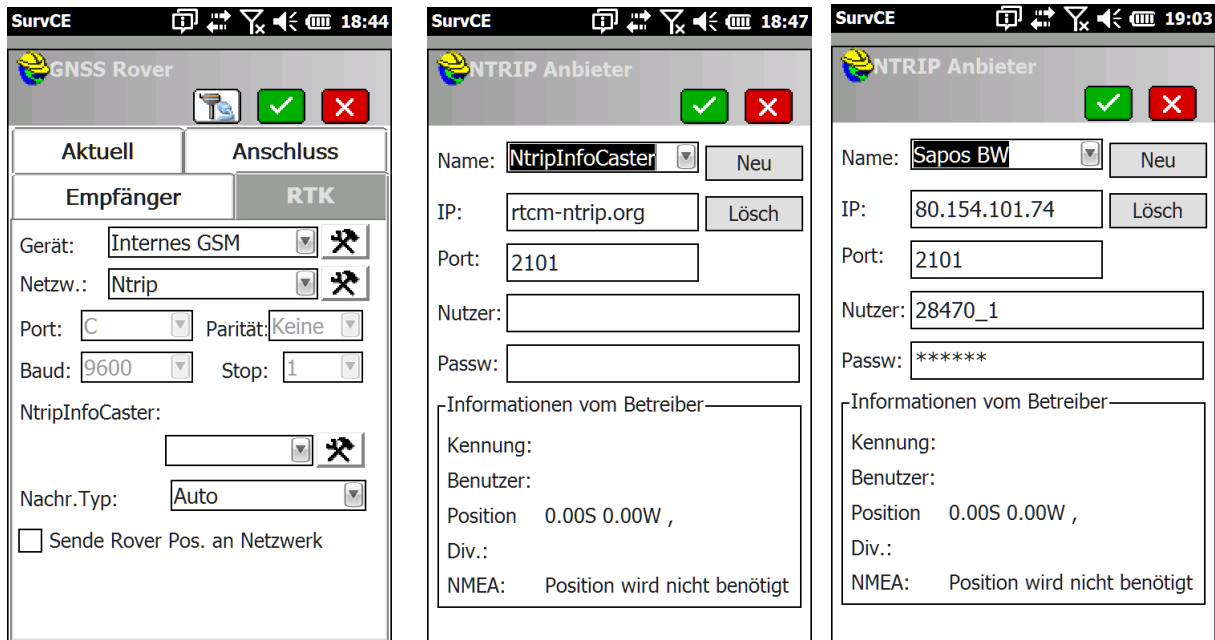 SurvCE 18:44
GNSS Rover
Aktuell Anschluss
Empfänger RTK
Gerät: Internes GSM
Netzw.: Ntrip
Port: C Parität: Keine
Baud: 9600 Stop: 1
NtripInfoCaster:
Nachr.Typ: Auto
Sende Rover Pos. an Netzwerk
SurvCE 18:47
NTRIP Anbieter
Name: NtripInfoCaster Neu
IP: rtcm-ntrip.org Lösch
Port: 2101
Nutzer:
Passw:
Informationen vom Betreiber
Kennung:
Benutzer:
Position 0.00S 0.00W ,
Div.:
NMEA: Position wird nicht benötigt
SurvCE 19:03
NTRIP Anbieter
Name: Sapos BW Neu
IP: 80.154.101.74 Lösch
Port: 2101
Nutzer: 28470_1
Passw: ******
Informationen vom Betreiber
Kennung:
Benutzer:
Position 0.00S 0.00W ,
Div.:
NMEA: Position wird nicht benötigt